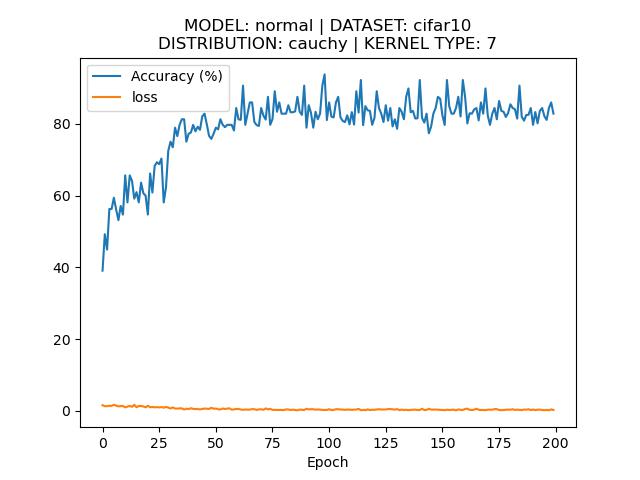 MODEL: normal | DATASET: cifar10
DISTRIBUTION: cauchy | KERNEL TYPE: 7
Accuracy (%)
loss
80
60
40
20
0
0 25 50 75 100 125 150 175 200
Epoch